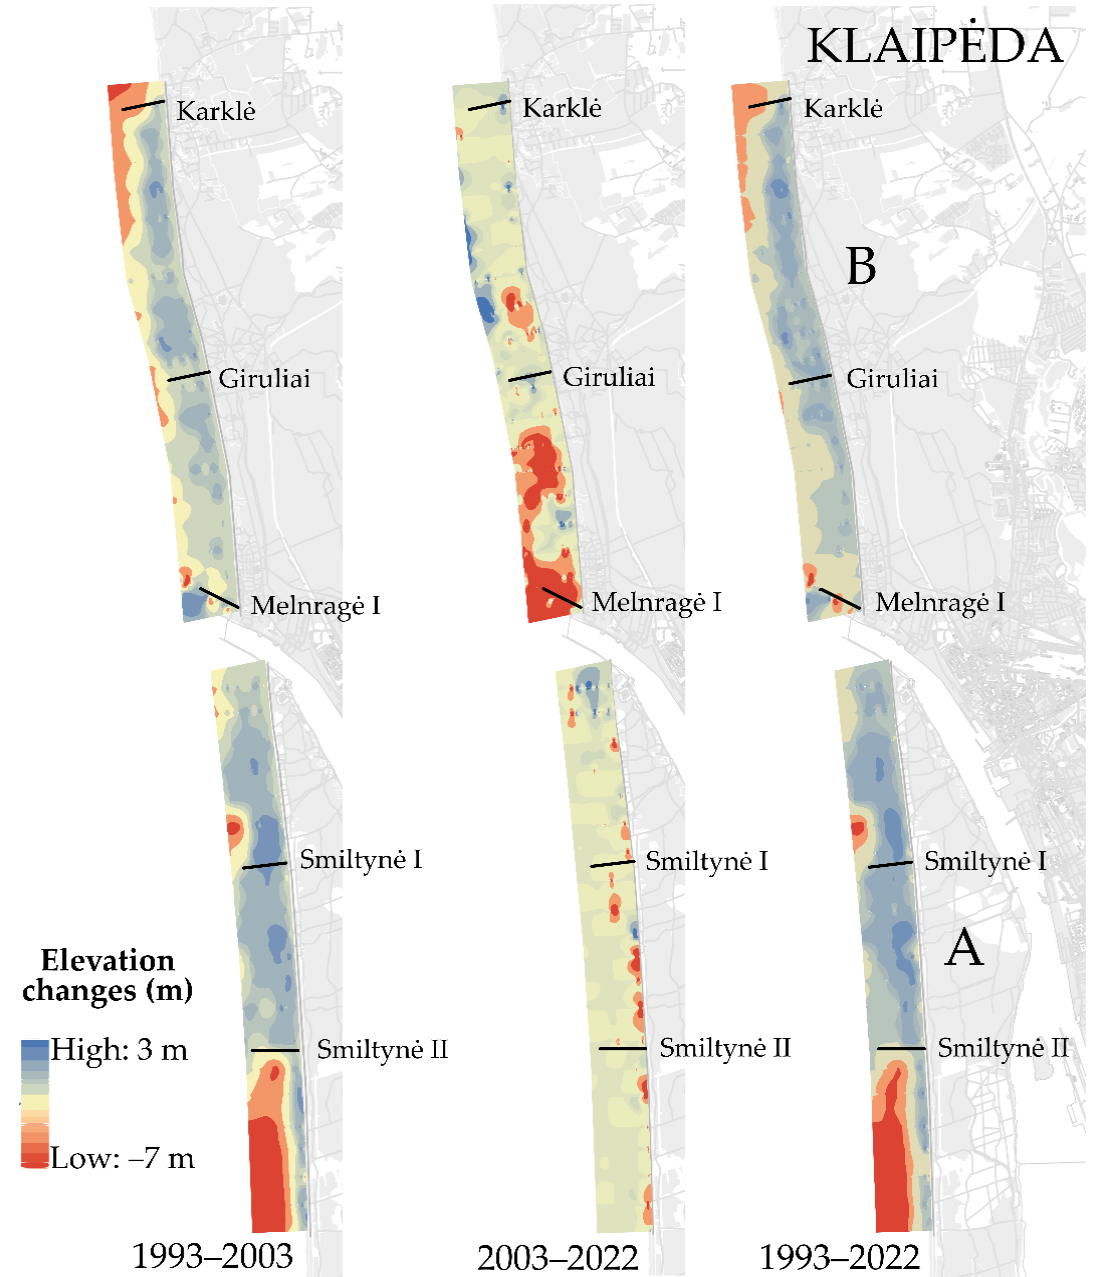 KLAIPĖDA
Karklė
Karklė
Karklė
B
Giruliai
Giruliai
Giruliai
Melnragė I
Melnragė I
Melnragė I
Smiltynė I
Smiltynė I
Smiltynė I
A
Elevation
changes (m)
High: 3 m
Low: –7 m
Smiltynė II
Smiltynė II
Smiltynė II
1993–2003
2003–2022
1993–2022